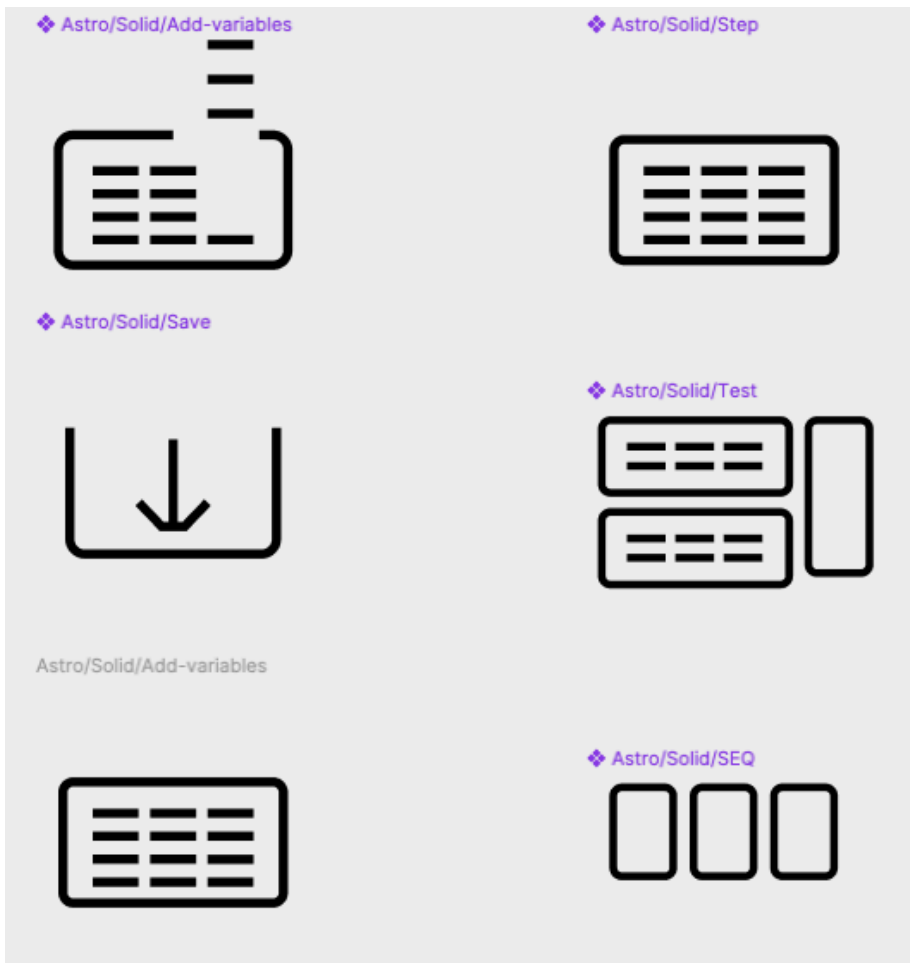 Astro/Solid/Add-variables
Astro/Solid/Step
Astro/Solid/Save
Astro/Solid/Test
Astro/Solid/Add-variables
Astro/Solid/SEQ